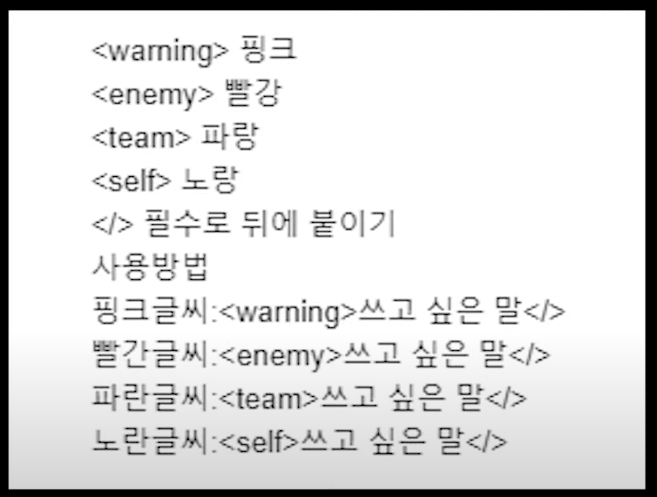 <warning> 핑크
<enemy> 빨강
<team> 파랑
<self> 노랑
</> 필수로 뒤에 붙이기
사용방법
핑크글씨:<warning>쓰고 싶은 말</>
빨간글씨:<enemy>쓰고 싶은 말</>
파란글씨:<team>쓰고 싶은 말</>
노란글씨:<self>쓰고 싶은 말</>